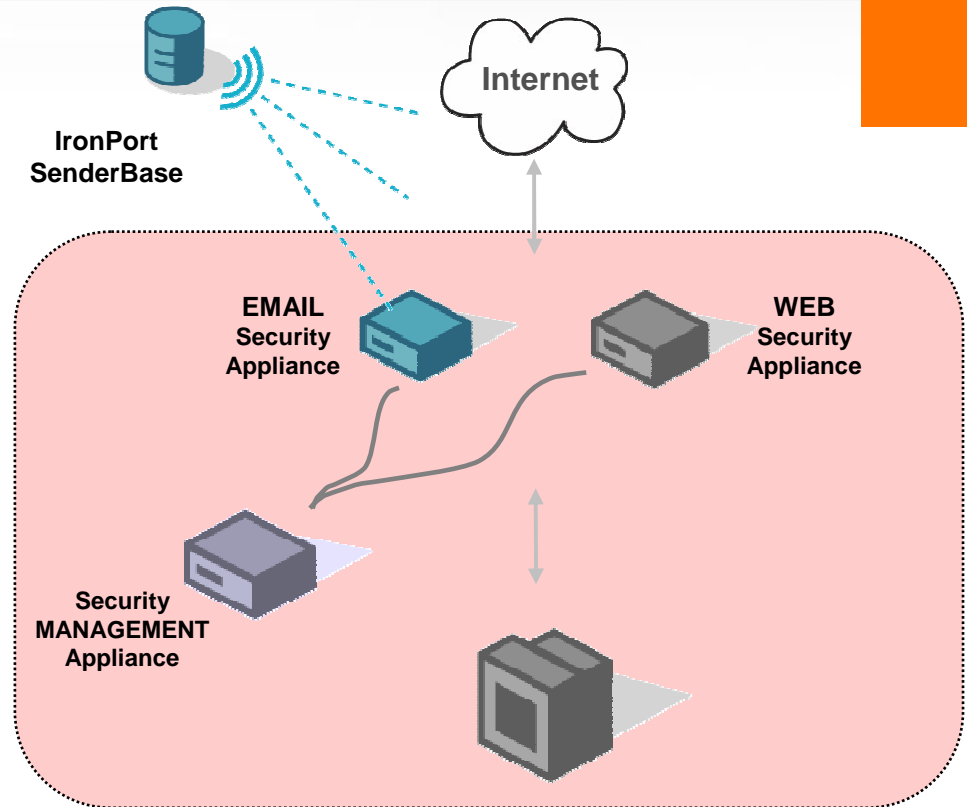 Internet
IronPort
SenderBase
EMAIL
Security
Appliance
WEB
Security
Appliance
Security
MANAGEMENT
Appliance